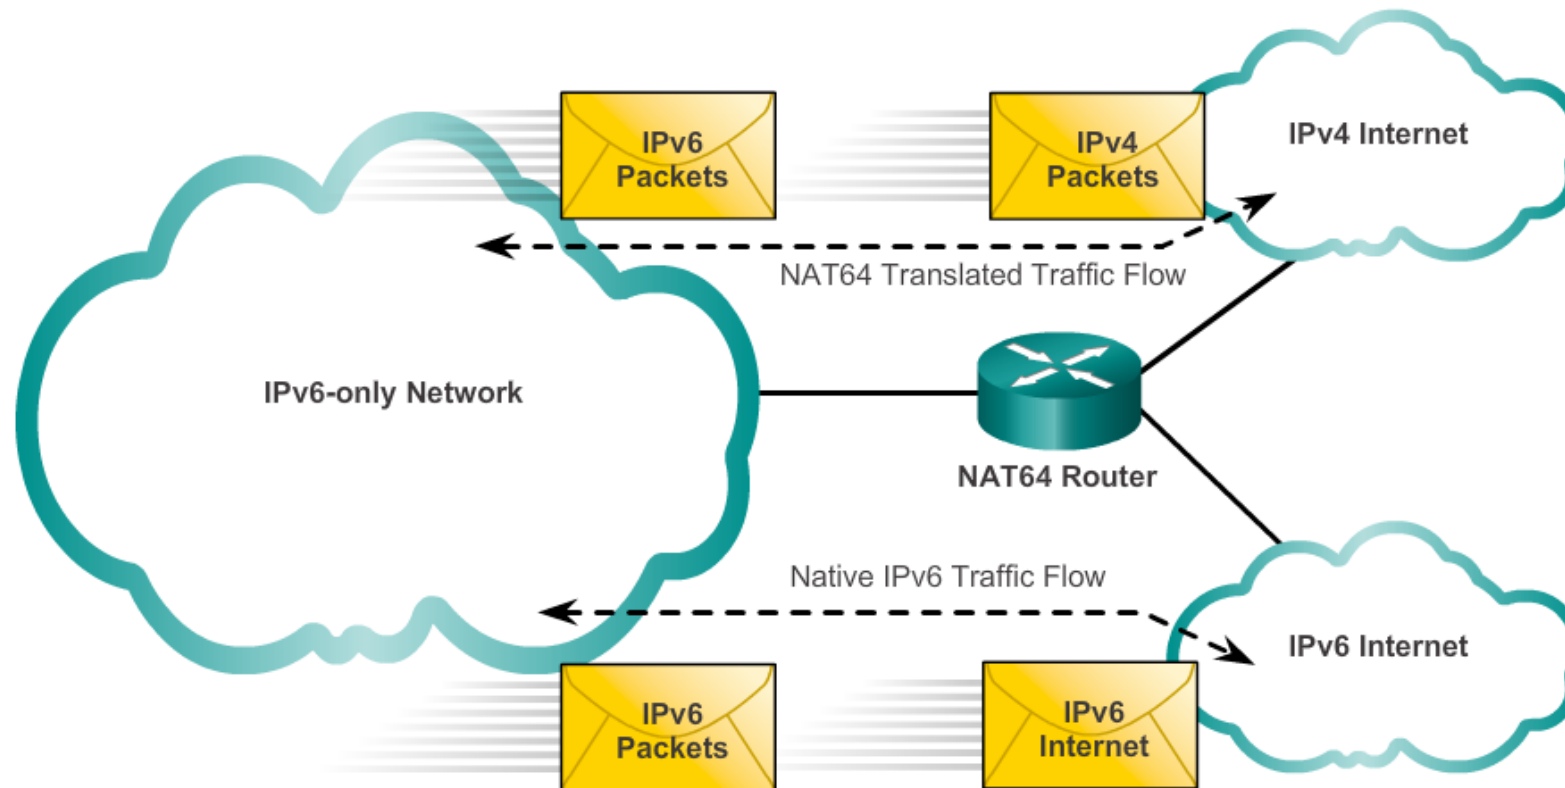 IPv6
Packets
IPv4
Packets
IPv4 Internet
NAT64 Translated Traffic Flow
IPv6-only Network
NAT64 Router
Native IPv6 Traffic Flow
IPv6 Internet
IPv6
Packets
IPv6
Internet